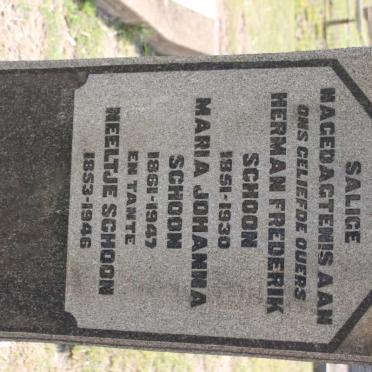 SALIGE
NAGEDAGTENIS AAN
ONS GELIEFDE OUERS
HERMAN FREDERIK
SCHOON
1851-1930
MARIA JOHANNA
SCHOON
1861-1947
EN TANTE
NEELTJE SCHOON
1853-1946